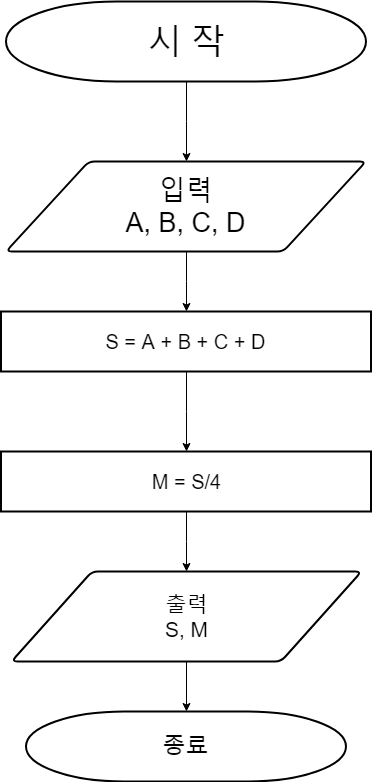 시 작
입력
A, B, C, D
S = A + B + C + D
M = S/4
출력
S, M
종료